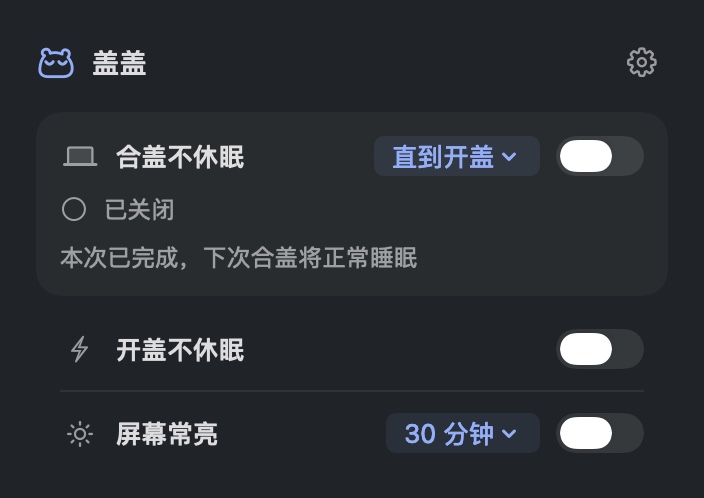 盖盖
合盖不休眠 直到开盖
已关闭
本次已完成，下次合盖将正常睡眠
开盖不休眠
屏幕常亮 30 分钟